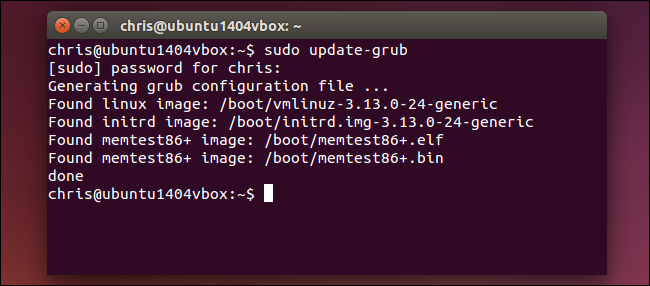 chris@ubuntu1404vbox: ~
chris@ubuntu1404vbox:~$ sudo update-grub
[sudo] password for chris:
Generating grub configuration file ...
Found linux image: /boot/vmlinuz-3.13.0-24-generic
Found initrd image: /boot/initrd.img-3.13.0-24-generic
Found memtest86+ image: /boot/memtest86+.elf
Found memtest86+ image: /boot/memtest86+.bin
done
chris@ubuntu1404vbox:~$